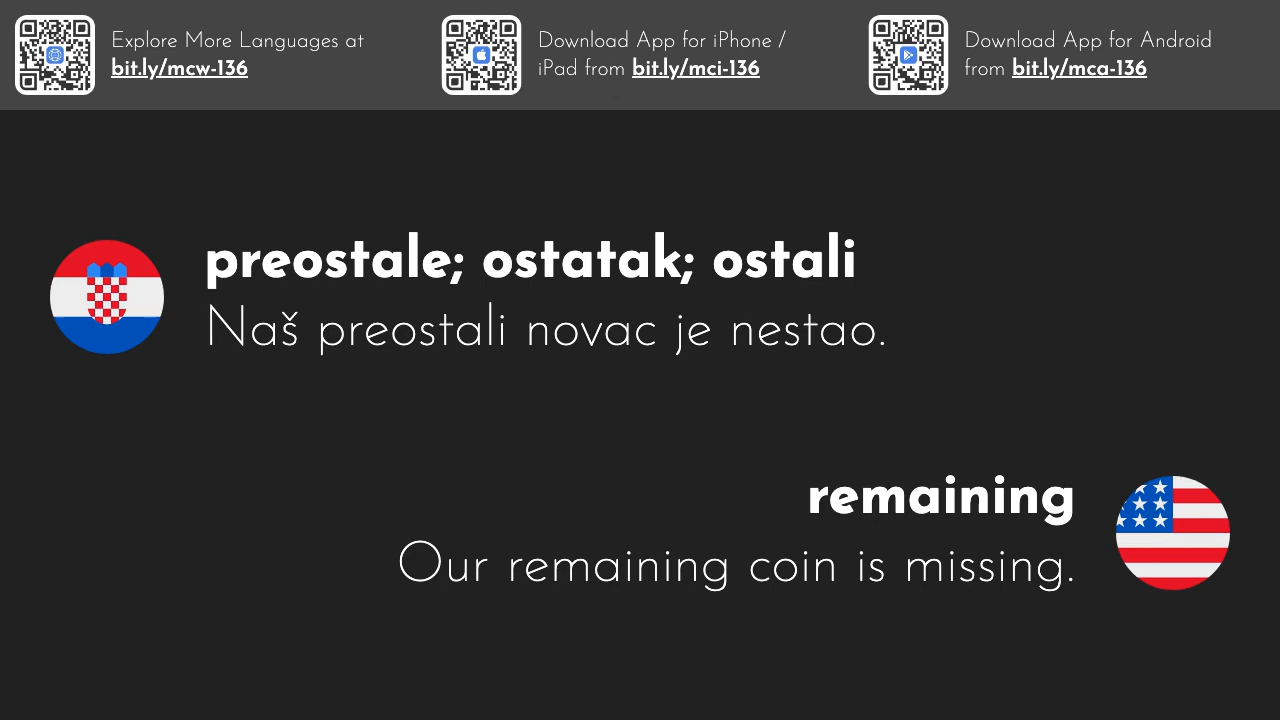 Explore More Languages at
bit.ly/mcw-136
Download App for iPhone /
iPad from bit.ly/mci-136
Download App for Android
from bit.ly/mca-136
preostale; ostatak; ostali
Naš preostali novac je nestao.
remaining
Our remaining coin is missing.